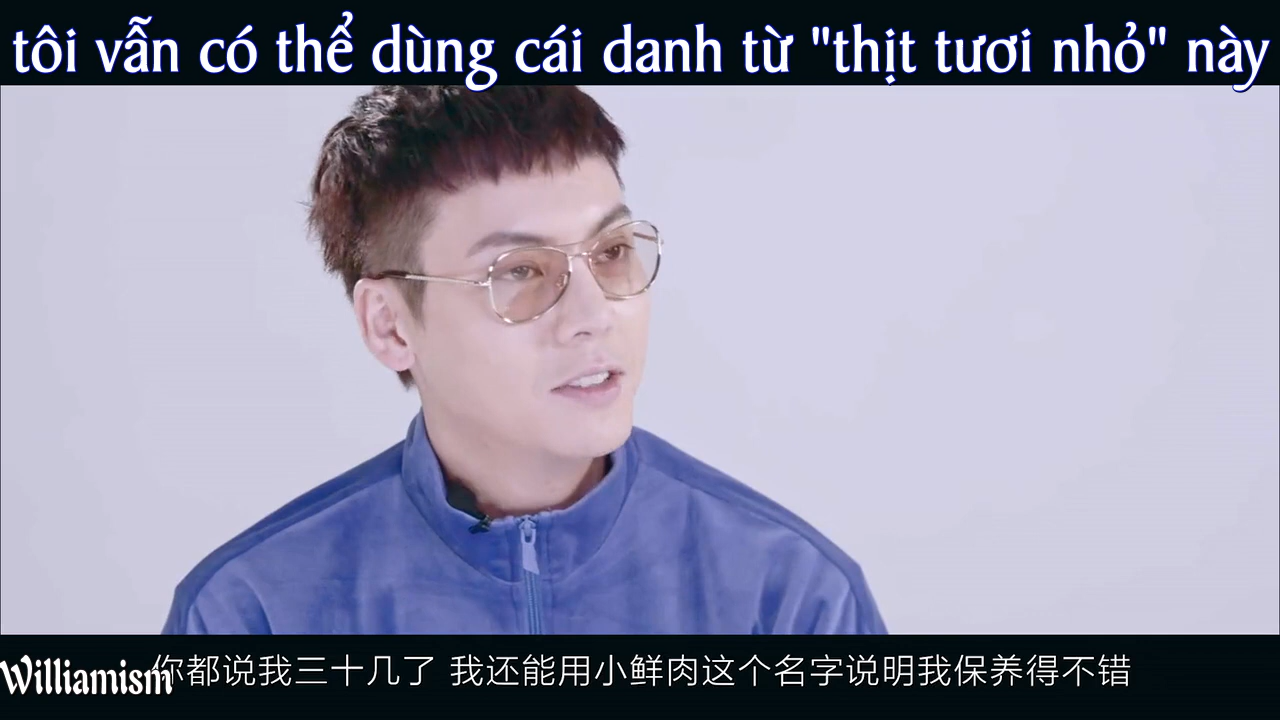 tôi vẫn có thể dùng cái danh từ "thịt tươi nhỏ" này
你都说我三十几了 我还能用小鲜肉这个名字说明我保养得不错
Williamism